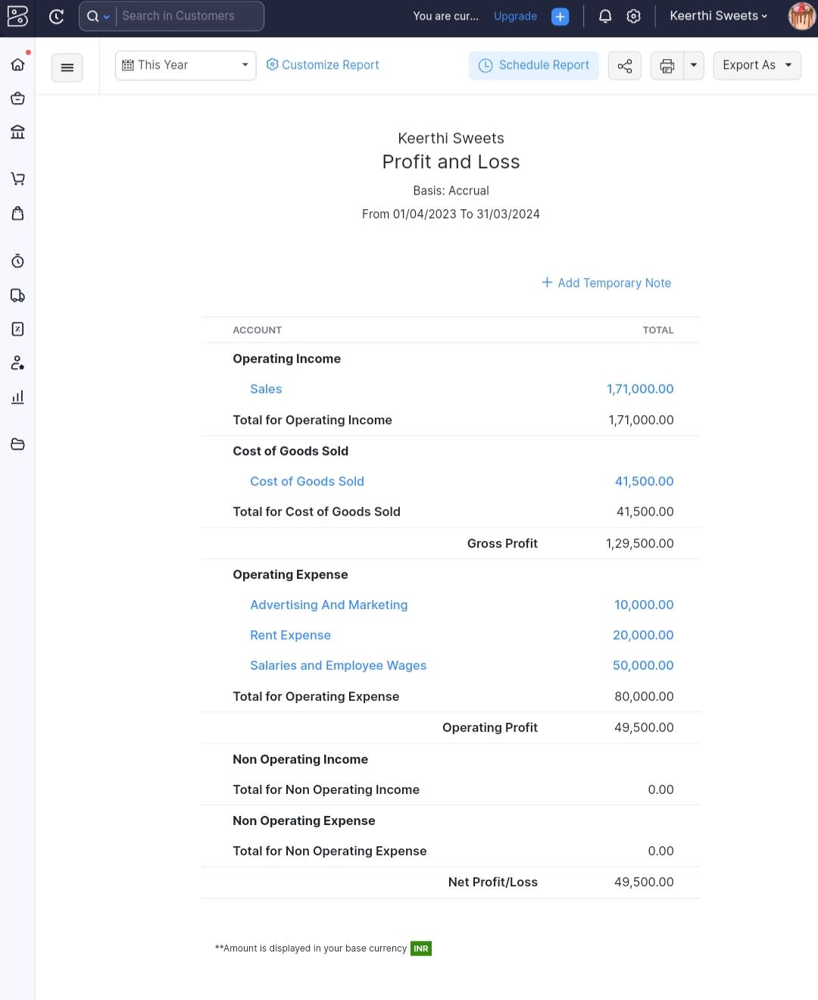 Search in Customers You are cur... Upgrade Keerthi Sweets
This Year Customize Report Schedule Report Export As
Keerthi Sweets
Profit and Loss
Basis: Accrual
From 01/04/2023 To 31/03/2024
+ Add Temporary Note
ACCOUNT TOTAL
Operating Income
Sales 1,71,000.00
Total for Operating Income 1,71,000.00
Cost of Goods Sold
Cost of Goods Sold 41,500.00
Total for Cost of Goods Sold 41,500.00
Gross Profit 1,29,500.00
Operating Expense
Advertising And Marketing 10,000.00
Rent Expense 20,000.00
Salaries and Employee Wages 50,000.00
Total for Operating Expense 80,000.00
Operating Profit 49,500.00
Non Operating Income
Total for Non Operating Income 0.00
Non Operating Expense
Total for Non Operating Expense 0.00
Net Profit/Loss 49,500.00
**Amount is displayed in your base currency INR